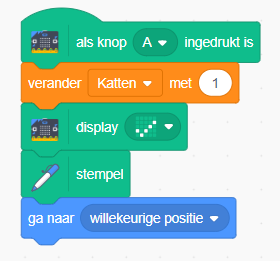 als knop A ingedrukt is
verander Katten met 1
display
stempel
ga naar willekeurige positie